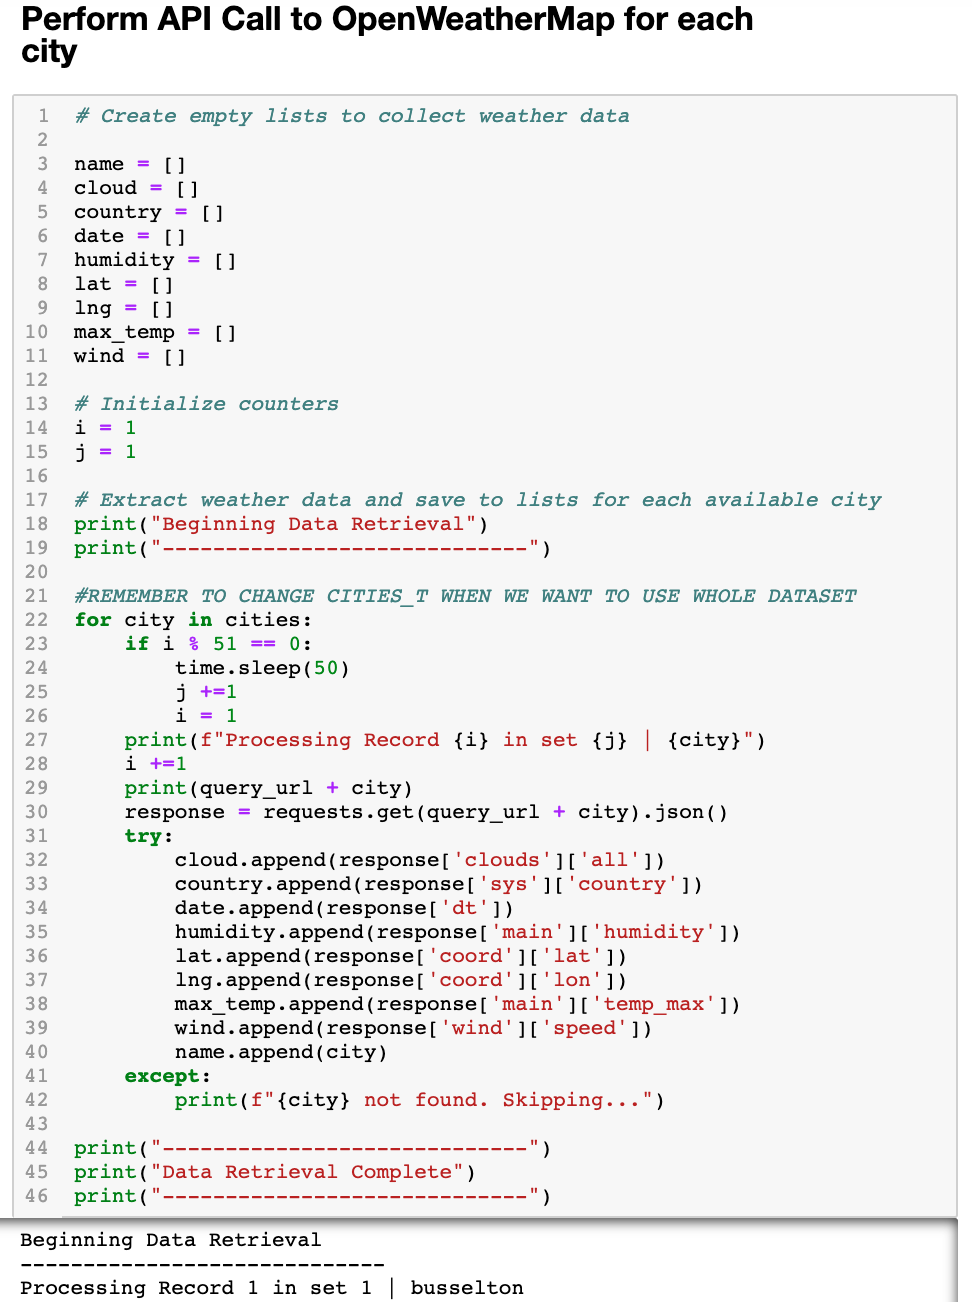 Perform API Call to OpenWeatherMap for each
city
1 # Create empty lists to collect weather data
2
3 name = []
4 cloud = []
5 country = []
6 date = []
7 humidity = []
8 lat = []
9 lng = []
10 max_temp = []
11 wind = []
12
13 # Initialize counters
14 i = 1
15 j = 1
16
17 # Extract weather data and save to lists for each available city
18 print("Beginning Data Retrieval")
19 print("-----------------------------")
20
21 #REMEMBER TO CHANGE CITIES_T WHEN WE WANT TO USE WHOLE DATASET
22 for city in cities:
23     if i % 51 == 0:
24         time.sleep(50)
25         j +=1
26         i = 1
27     print(f"Processing Record {i} in set {j} | {city}")
28     i +=1
29     print(query_url + city)
30     response = requests.get(query_url + city).json()
31     try:
32         cloud.append(response['clouds']['all'])
33         country.append(response['sys']['country'])
34         date.append(response['dt'])
35         humidity.append(response['main']['humidity'])
36         lat.append(response['coord']['lat'])
37         lng.append(response['coord']['lon'])
38         max_temp.append(response['main']['temp_max'])
39         wind.append(response['wind']['speed'])
40         name.append(city)
41     except:
42         print(f"{city} not found. Skipping...")
43
44 print("-----------------------------")
45 print("Data Retrieval Complete")
46 print("-----------------------------")
Beginning Data Retrieval
-----------------------------
Processing Record 1 in set 1 | busselton